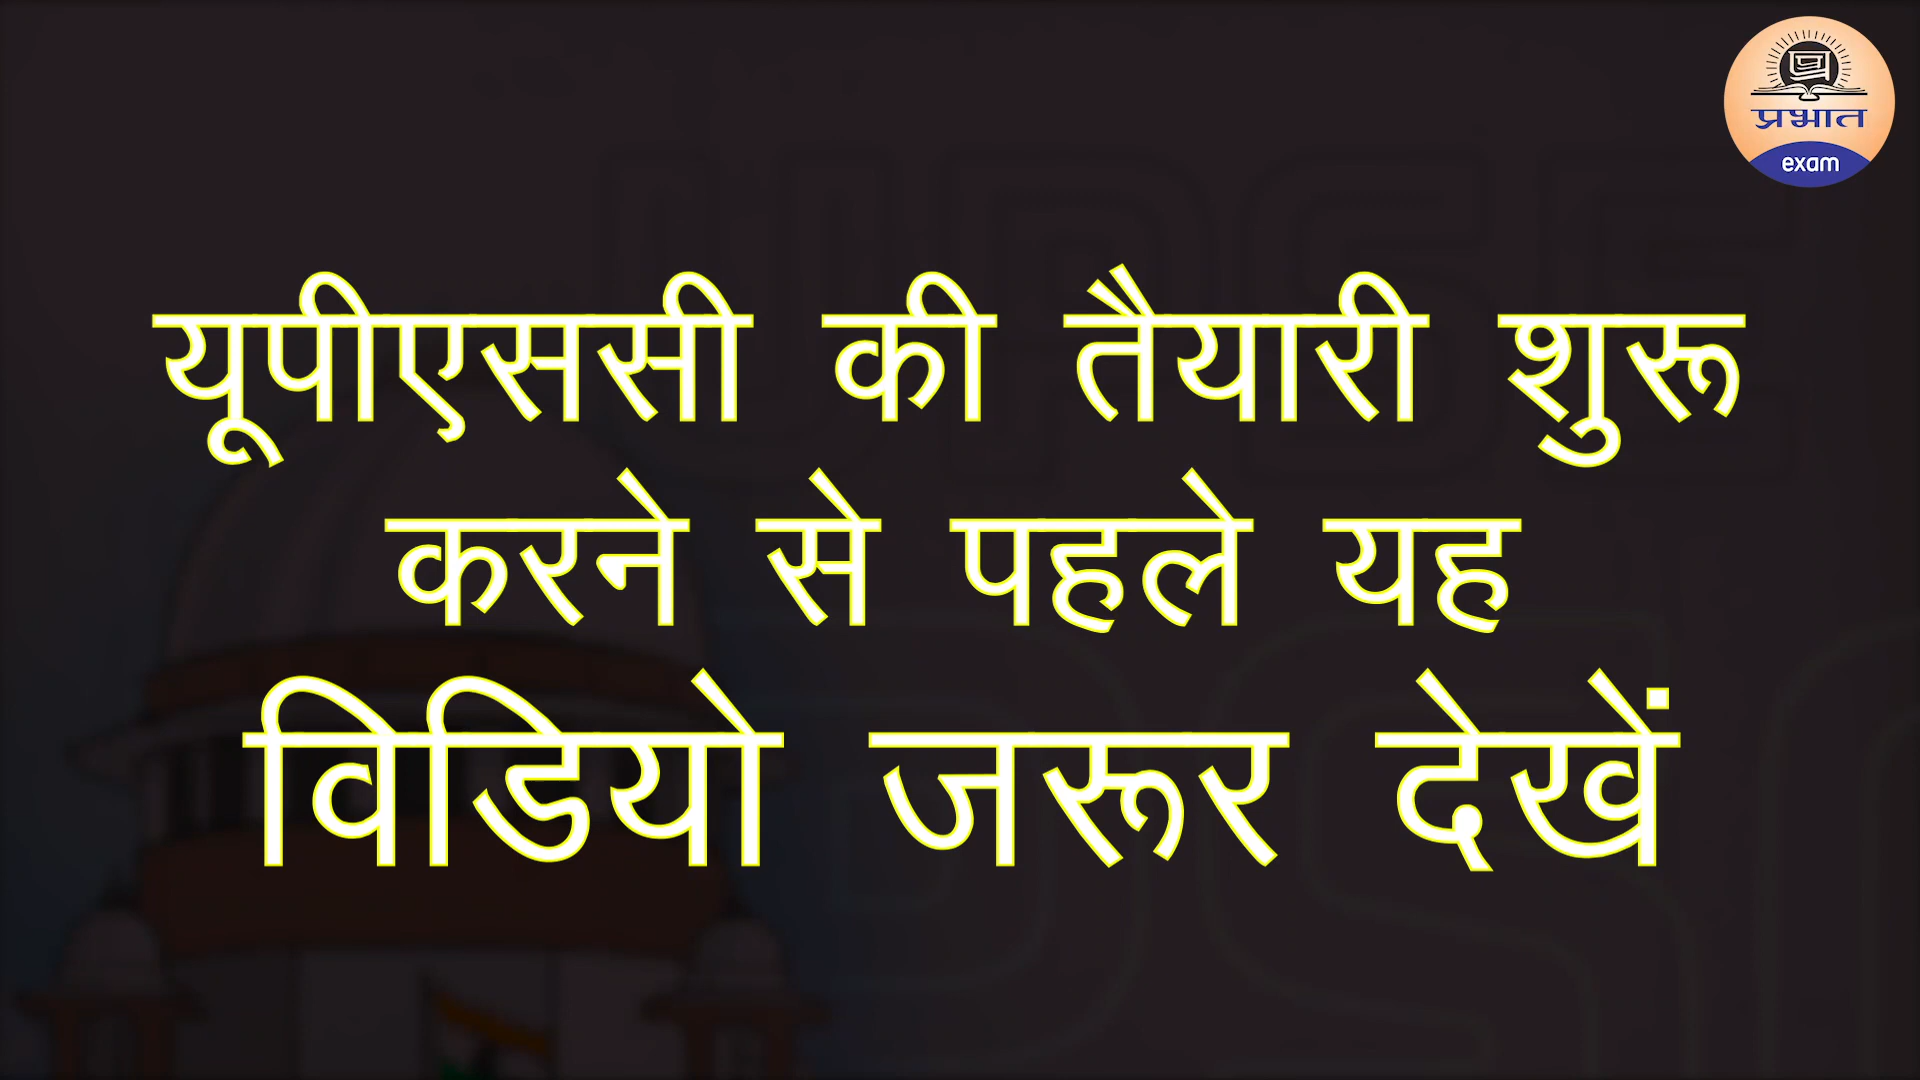 प्र
प्रभात
exam
यूपीएससी की तैयारी शुरू
करने से पहले यह
विडियो जरूर देखें